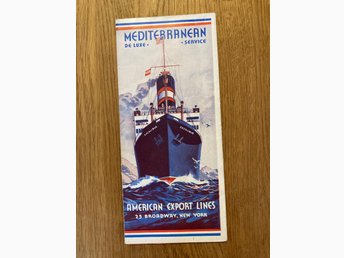 MEDITERRANEAN
DE LUXE · · SERVICE
AMERICAN EXPORT LINES
25 BROADWAY, NEW YORK